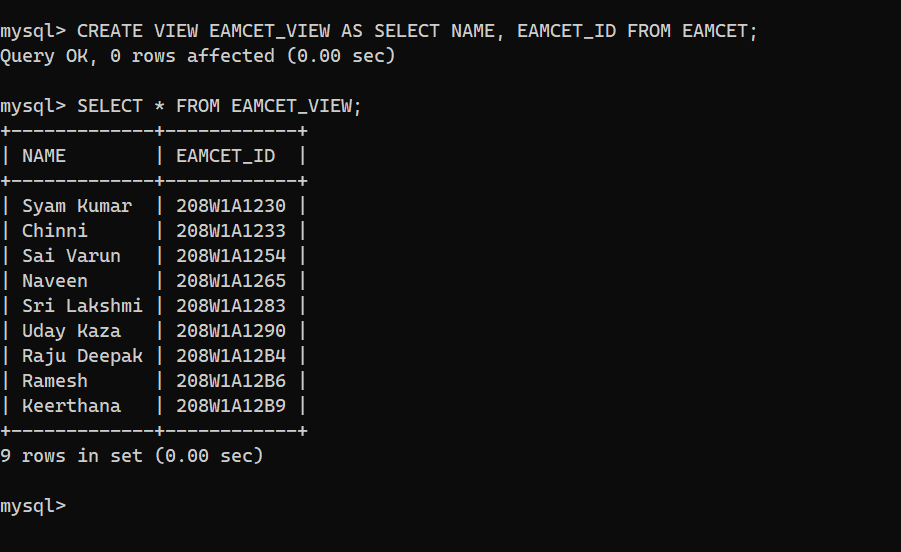 mysql> CREATE VIEW EAMCET_VIEW AS SELECT NAME, EAMCET_ID FROM EAMCET;
Query OK, 0 rows affected (0.00 sec)

mysql> SELECT * FROM EAMCET_VIEW;
+-------------+------------+
| NAME        | EAMCET_ID  |
+-------------+------------+
| Syam Kumar  | 208W1A1230 |
| Chinni      | 208W1A1233 |
| Sai Varun   | 208W1A1254 |
| Naveen      | 208W1A1265 |
| Sri Lakshmi | 208W1A1283 |
| Uday Kaza   | 208W1A1290 |
| Raju Deepak | 208W1A12B4 |
| Ramesh      | 208W1A12B6 |
| Keerthana   | 208W1A12B9 |
+-------------+------------+
9 rows in set (0.00 sec)

mysql>